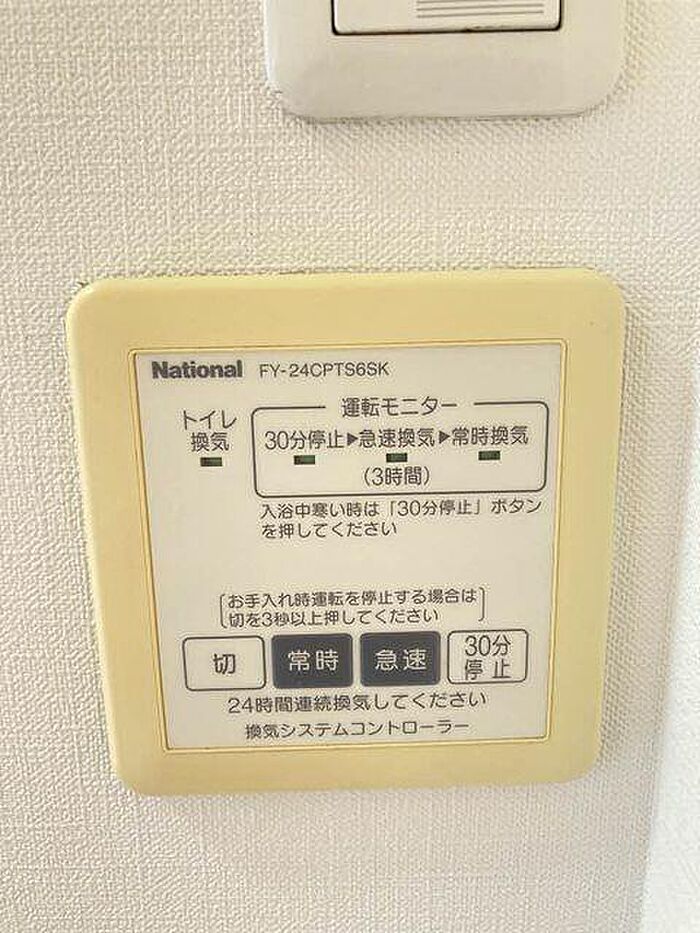 National FY-24CPTS6SK
運転モニター
トイレ
換気
30分停止▶急速換気▶常時換気
(3時間)
入浴中寒い時は「30分停止」ボタン
を押してください
お手入れ時運転を停止する場合は
切を3秒以上押してください
切 常時 急速 30分
停止
24時間連続換気してください
換気システムコントローラー